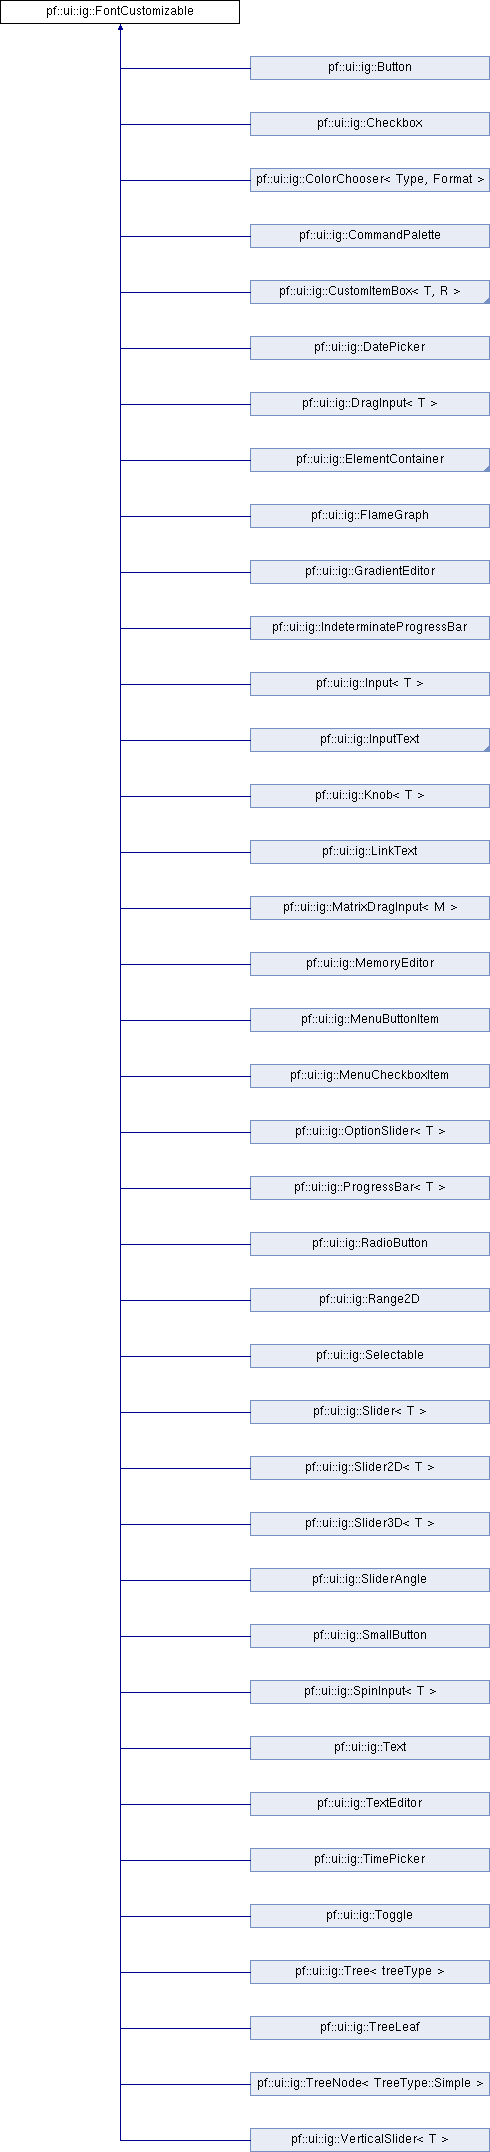 pf::ui::ig::FontCustomizable
pf::ui::ig::Button
pf::ui::ig::Checkbox
pf::ui::ig::ColorChooser< Type, Format >
pf::ui::ig::CommandPalette
pf::ui::ig::CustomItemBox< T, R >
pf::ui::ig::DatePicker
pf::ui::ig::DragInput< T >
pf::ui::ig::ElementContainer
pf::ui::ig::FlameGraph
pf::ui::ig::GradientEditor
pf::ui::ig::IndeterminateProgressBar
pf::ui::ig::Input< T >
pf::ui::ig::InputText
pf::ui::ig::Knob< T >
pf::ui::ig::LinkText
pf::ui::ig::MatrixDragInput< M >
pf::ui::ig::MemoryEditor
pf::ui::ig::MenuButtonItem
pf::ui::ig::MenuCheckboxItem
pf::ui::ig::OptionSlider< T >
pf::ui::ig::ProgressBar< T >
pf::ui::ig::RadioButton
pf::ui::ig::Range2D
pf::ui::ig::Selectable
pf::ui::ig::Slider< T >
pf::ui::ig::Slider2D< T >
pf::ui::ig::Slider3D< T >
pf::ui::ig::SliderAngle
pf::ui::ig::SmallButton
pf::ui::ig::SpinInput< T >
pf::ui::ig::Text
pf::ui::ig::TextEditor
pf::ui::ig::TimePicker
pf::ui::ig::Toggle
pf::ui::ig::Tree< treeType >
pf::ui::ig::TreeLeaf
pf::ui::ig::TreeNode< TreeType::Simple >
pf::ui::ig::VerticalSlider< T >